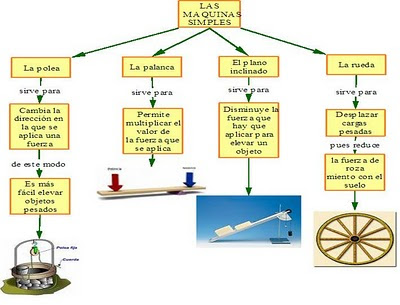 LAS
MAQUINAS
SIMPLES
La polea
La palanca
El plano
inclinado
La rueda
sirve para
sirve para
sirve para
sirve para
Cambia la
dirección en
la que se
aplica una
fuerza
Permite
multiplicar el
valor de
la fuerza que
se aplica
Disminuye la
fuerza que
hay que
aplicar para
elevar un
objeto
Desplazar
cargas
pesadas
de este modo
pues reduce
Es más
fácil elevar
objetos
pesados
la fuerza de
roza
miento con el
suelo
Polea fija
Cuerda